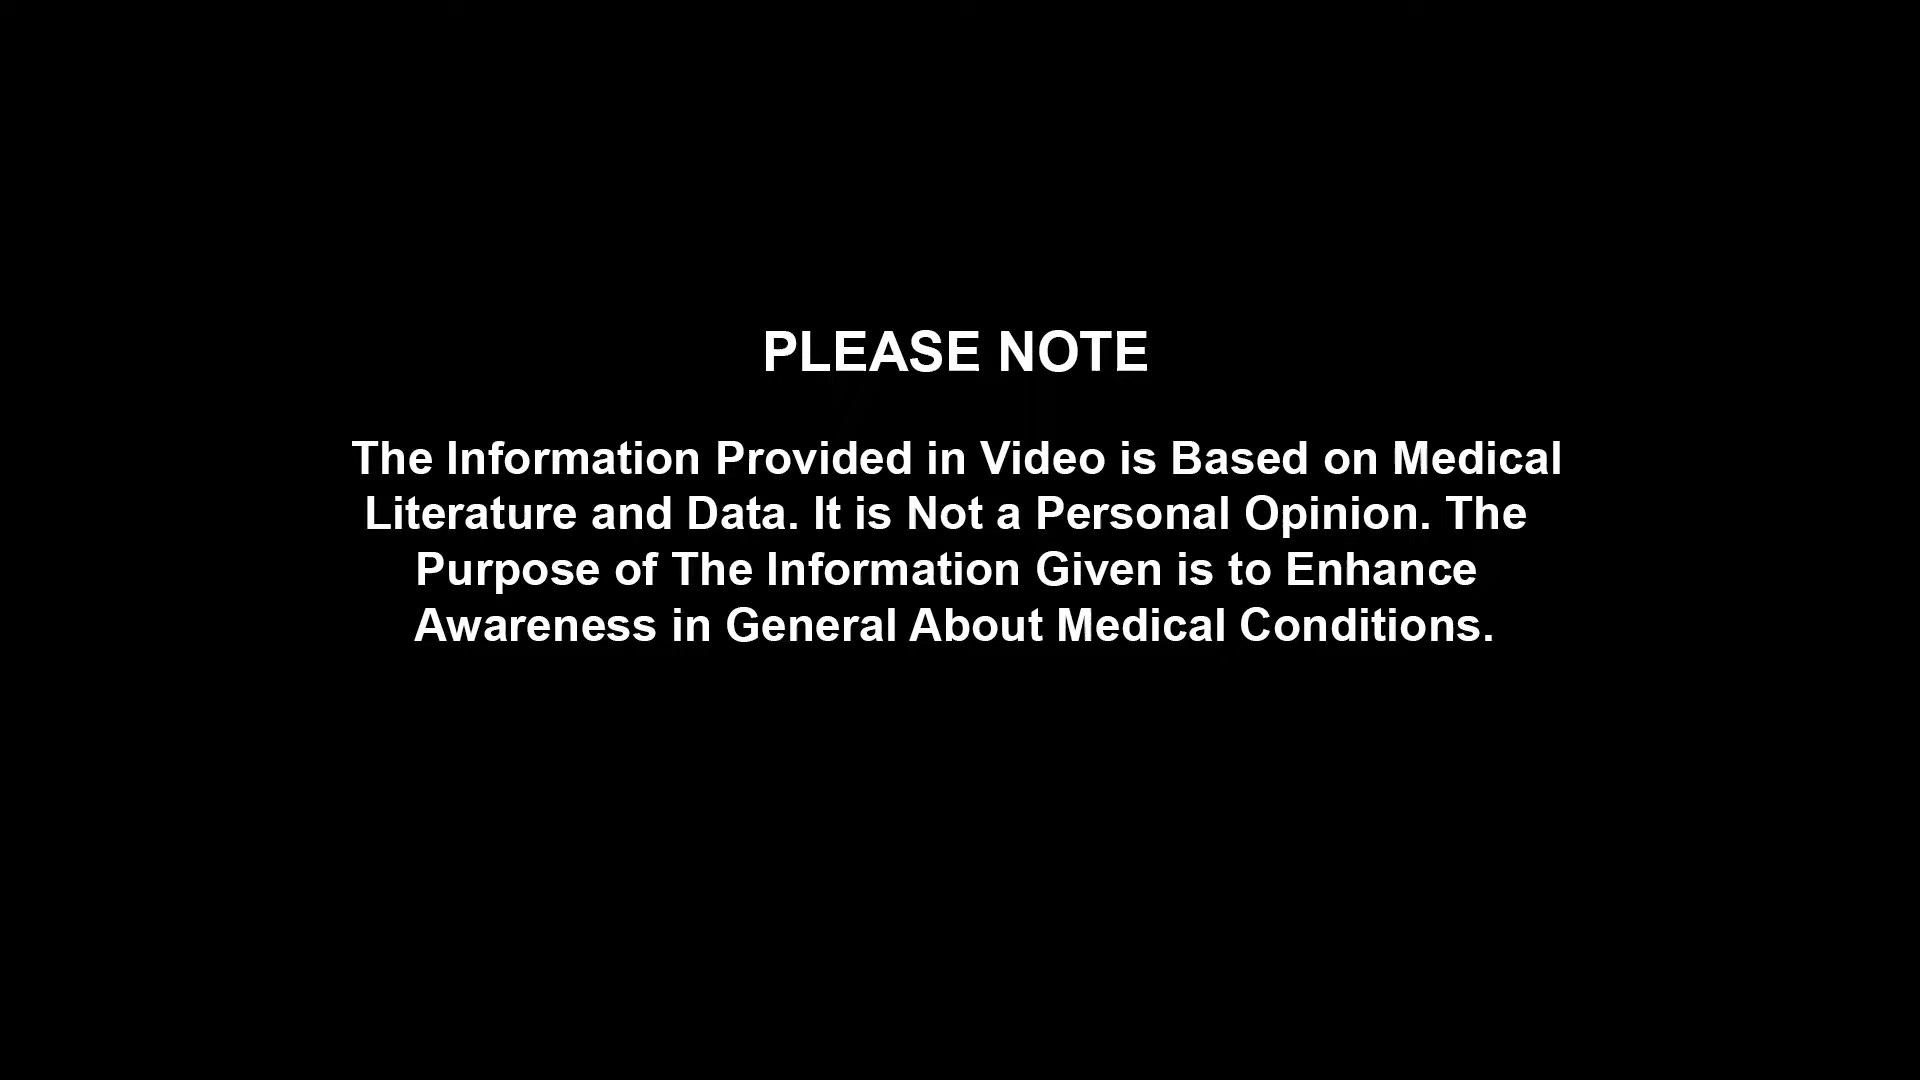 PLEASE NOTE
The Information Provided in Video is Based on Medical
Literature and Data. It is Not a Personal Opinion. The
Purpose of The Information Given is to Enhance
Awareness in General About Medical Conditions.